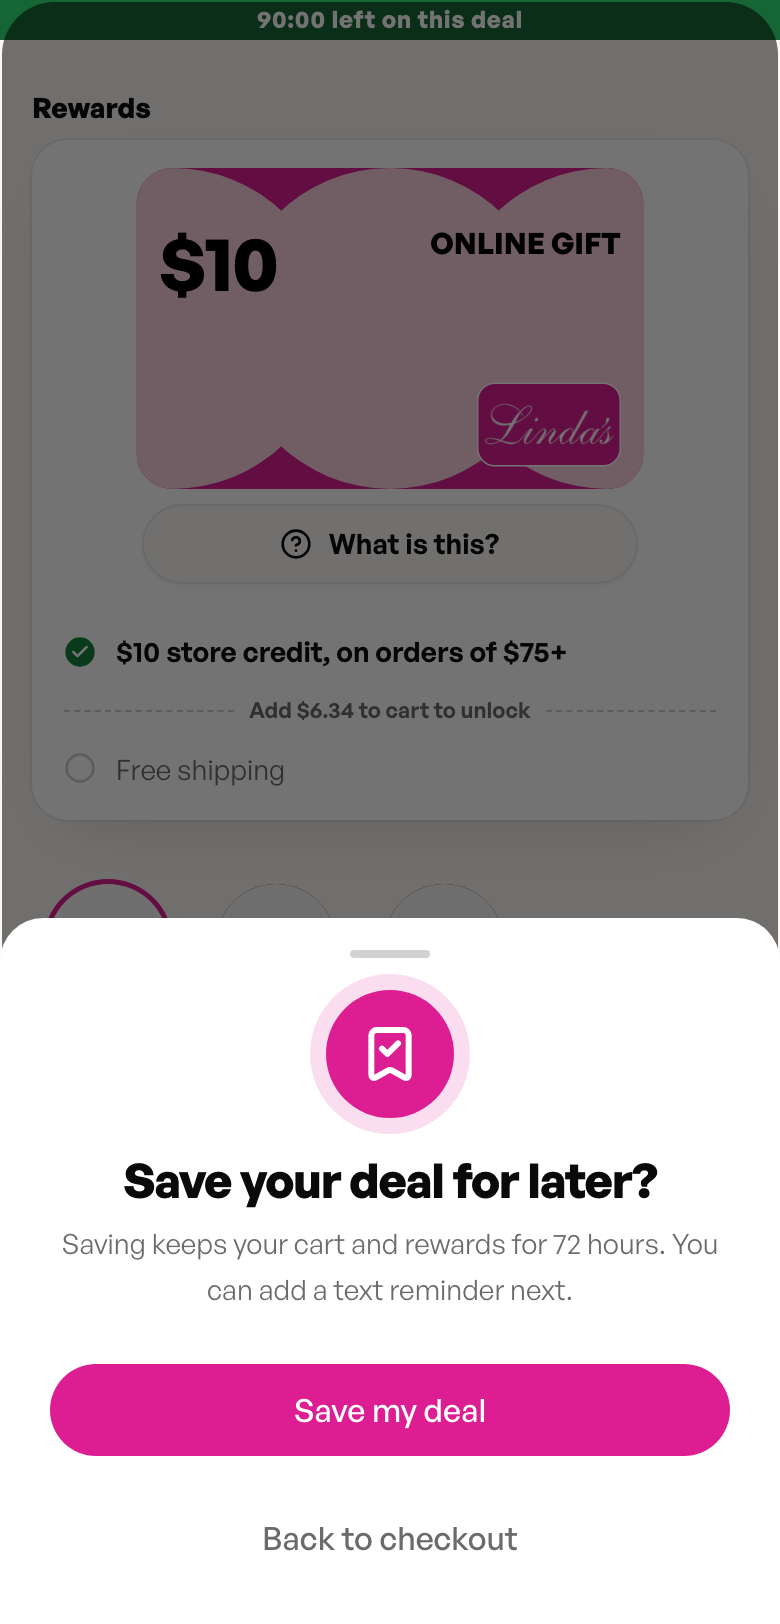 90:00 left on this deal
Rewards
$10
ONLINE GIFT
Linda's
What is this?
$10 store credit, on orders of $75+
Add $6.34 to cart to unlock
Free shipping
Save your deal for later?
Saving keeps your cart and rewards for 72 hours. You
can add a text reminder next.
Save my deal
Back to checkout